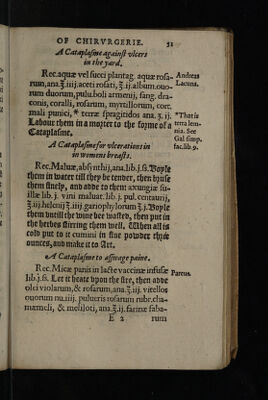 OF CHIRVRGERIE. 51
A Cataplasme against vlcers
in the yard.
Rec. aquæ vel succi plantag. aquæ rosa-
rum, ana ℥.iiij. aceti rosati, ℥.ij. album. ouo-
rum duorum, pulu. boli armenij, sang. dra-
conis, coralli, rosarum, myrtillorum, cort.
mali punici, * terræ spragitidos ana ℥. ij.
Labour them in a morter to the forme of a
Cataplasme.
Andreas
Lacuna.
*That is
terra lem-
nia. See
Gal simp.
fac. lib 9.
A Cataplasme for vlcerations in
in womens breasts.
Rec. Maluæ, absynthij, ana. lib.j.ß. Boyle
them in water till they be tender, then bruse
them finely, and adde to them axungiæ su-
illæ lib. j. vini maluat. lib. j. pul. centaurij,
℥.ij. helenij ℥.iiij. gariophylorum ℥.j. Boyle
them vntill the wine bee wasted, then put in
the herbes stirring them well. When all is
cold put to it cumini in fine powder thre
ounces, and make it to Art.
A Cataplasme to asswage paine.
Rec. Micæ panis in lacte vaccinæ infusæ
lib.j.ß. Let it heate vpon the fire, then adde
olei violarum, & rosarum, ana. ℥. iij. vitellos
ouorum nu. iiij. pulueris rosarum rubr. cha-
mæmeli, & meliloti, ana ℥.ij. farinæ faba-
Pareus.
E 2 rum